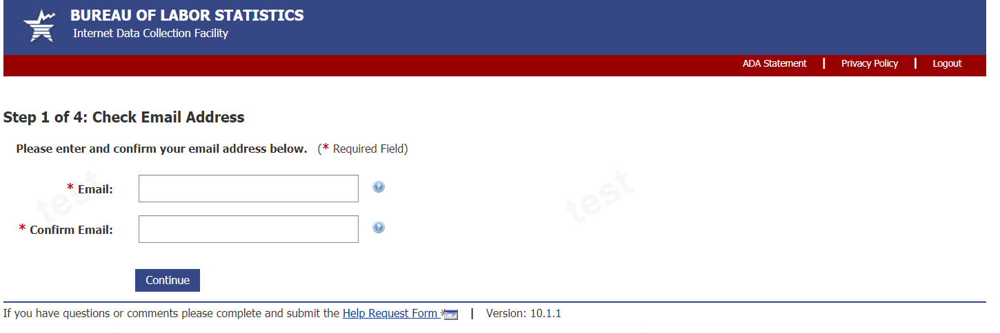 BUREAU OF LABOR STATISTICS
Internet Data Collection Facility
ADA Statement | Privacy Policy | Logout
Step 1 of 4: Check Email Address
Please enter and confirm your email address below. (* Required Field)
* Email:
* Confirm Email:
test
test
Continue
If you have questions or comments please complete and submit the Help Request Form | Version: 10.1.1